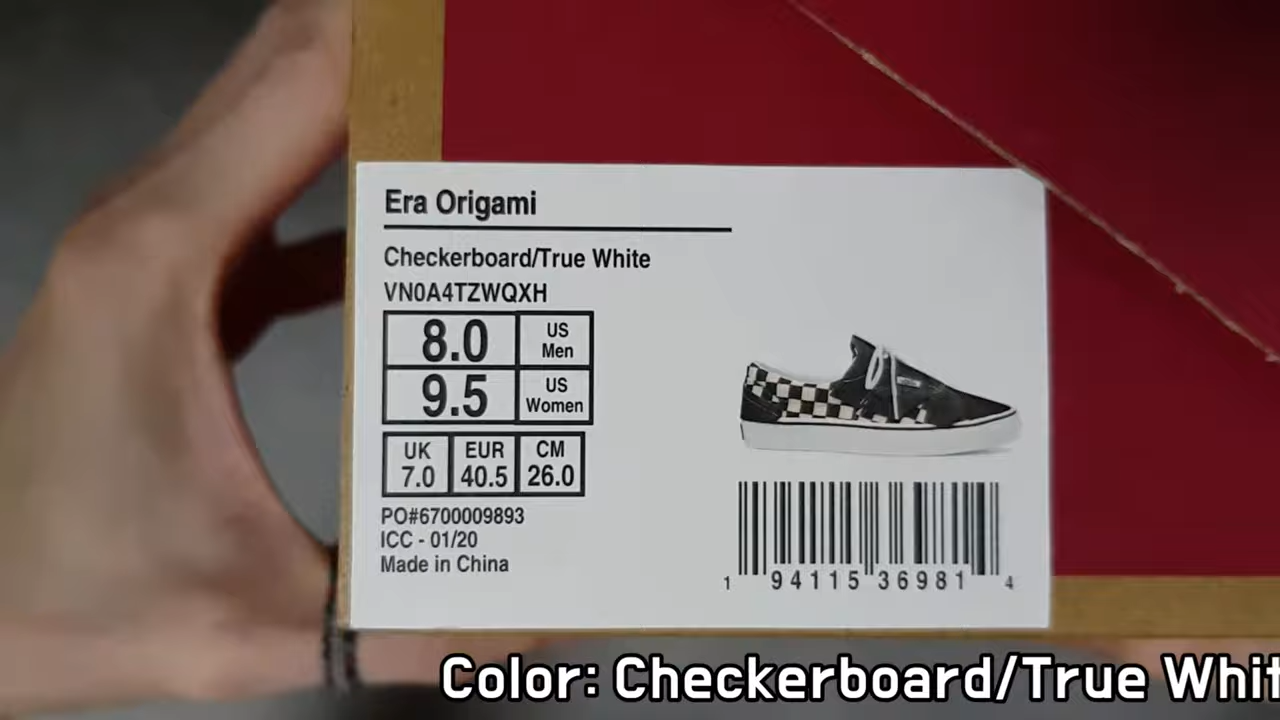 Era Origami
Checkerboard/True White
VN0A4TZWQXH
8.0 US Men
9.5 US Women
UK 7.0 EUR 40.5 CM 26.0
PO#6700009893
ICC - 01/20
Made in China
1 94115 36981 4
Color: Checkerboard/True Whit